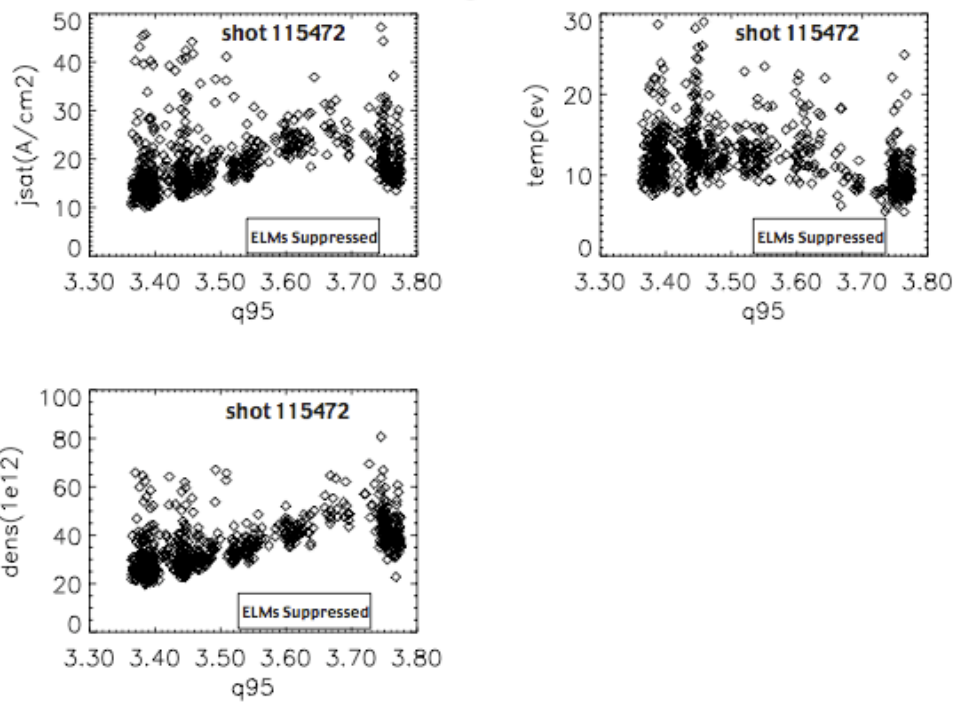 50
shot 115472
40
30
20
10
0
jsat(A/cm2)
ELMs Suppressed
3.30 3.40 3.50 3.60 3.70 3.80
q95
30
shot 115472
20
10
0
temp(ev)
ELMs Suppressed
3.30 3.40 3.50 3.60 3.70 3.80
q95
100
shot 115472
80
60
40
20
0
dens(1e12)
ELMs Suppressed
3.30 3.40 3.50 3.60 3.70 3.80
q95